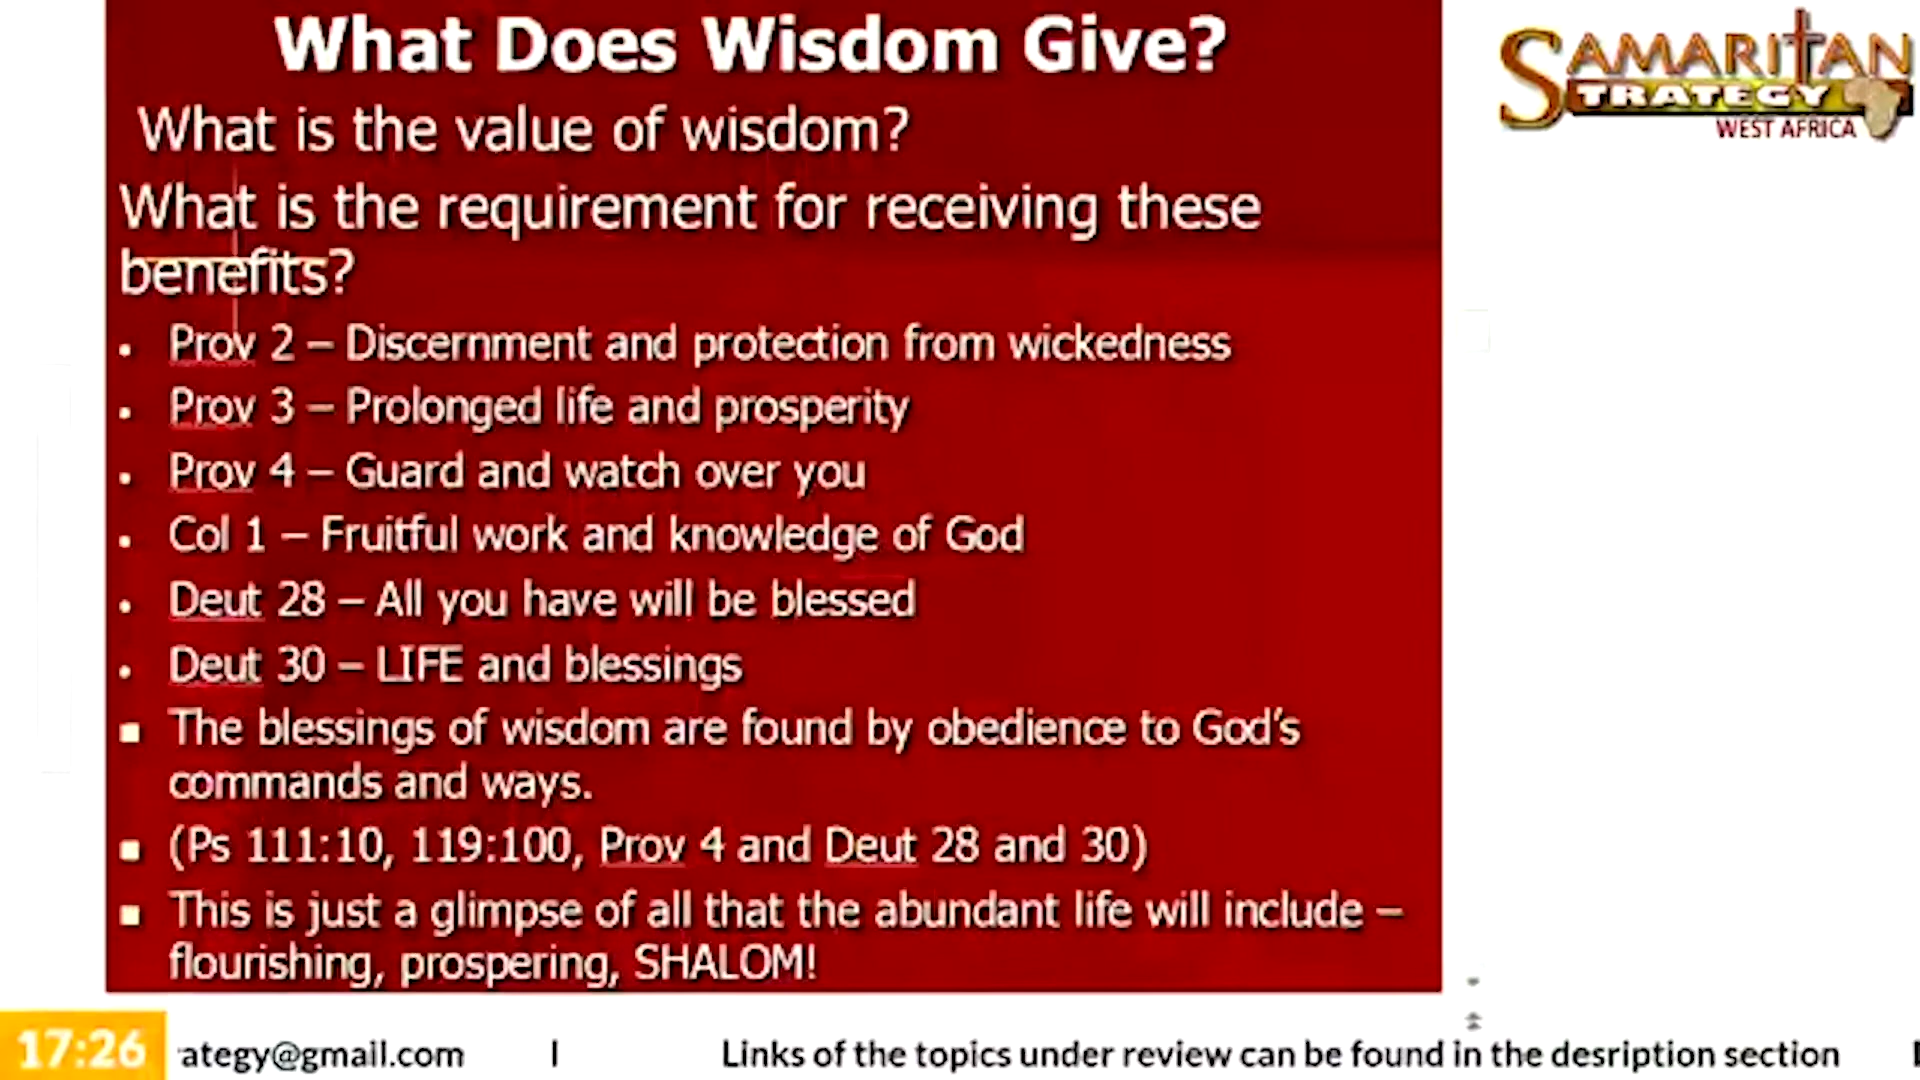 What Does Wisdom Give?
What is the value of wisdom?
What is the requirement for receiving these
benefits?
• Prov 2 – Discernment and protection from wickedness
• Prov 3 – Prolonged life and prosperity
• Prov 4 – Guard and watch over you
• Col 1 – Fruitful work and knowledge of God
• Deut 28 – All you have will be blessed
• Deut 30 – LIFE and blessings
■ The blessings of wisdom are found by obedience to God's
commands and ways.
■ (Ps 111:10, 119:100, Prov 4 and Deut 28 and 30)
■ This is just a glimpse of all that the abundant life will include –
flourishing, prospering, SHALOM!
SAMARITAN
STRATEGY
WEST AFRICA
17:26 ategy@gmail.com | Links of the topics under review can be found in the desription section